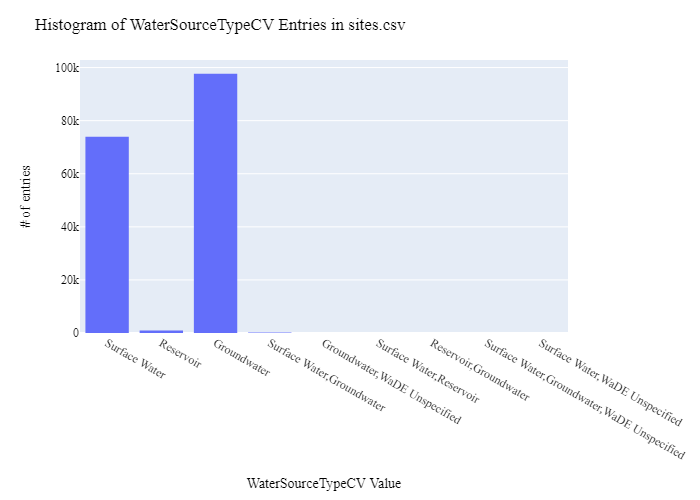 Histogram of WaterSourceTypeCV Entries in sites.csv
100k
80k
60k
40k
20k
0
# of entries
Surface Water
Reservoir
Groundwater
Surface Water,Groundwater
Groundwater,WaDE Unspecified
Surface Water,Reservoir
Reservoir,Groundwater
Surface Water,Groundwater,WaDE Unspecified
Surface Water,WaDE Unspecified
WaterSourceTypeCV Value